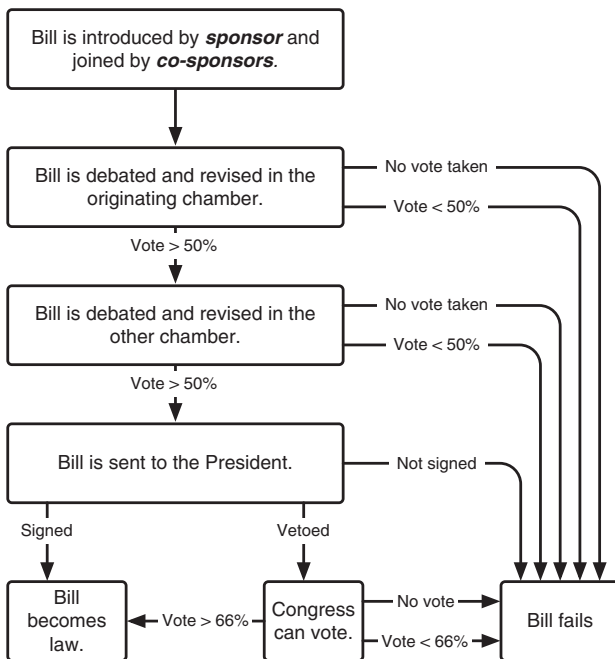 Bill is introduced by sponsor and
joined by co-sponsors.
Bill is debated and revised in the
originating chamber.
No vote taken
Vote < 50%
Vote > 50%
Bill is debated and revised in the
other chamber.
No vote taken
Vote < 50%
Vote > 50%
Bill is sent to the President.
Not signed
Signed
Vetoed
Bill
becomes
law.
Vote > 66%
Congress
can vote.
No vote
Vote < 66%
Bill fails